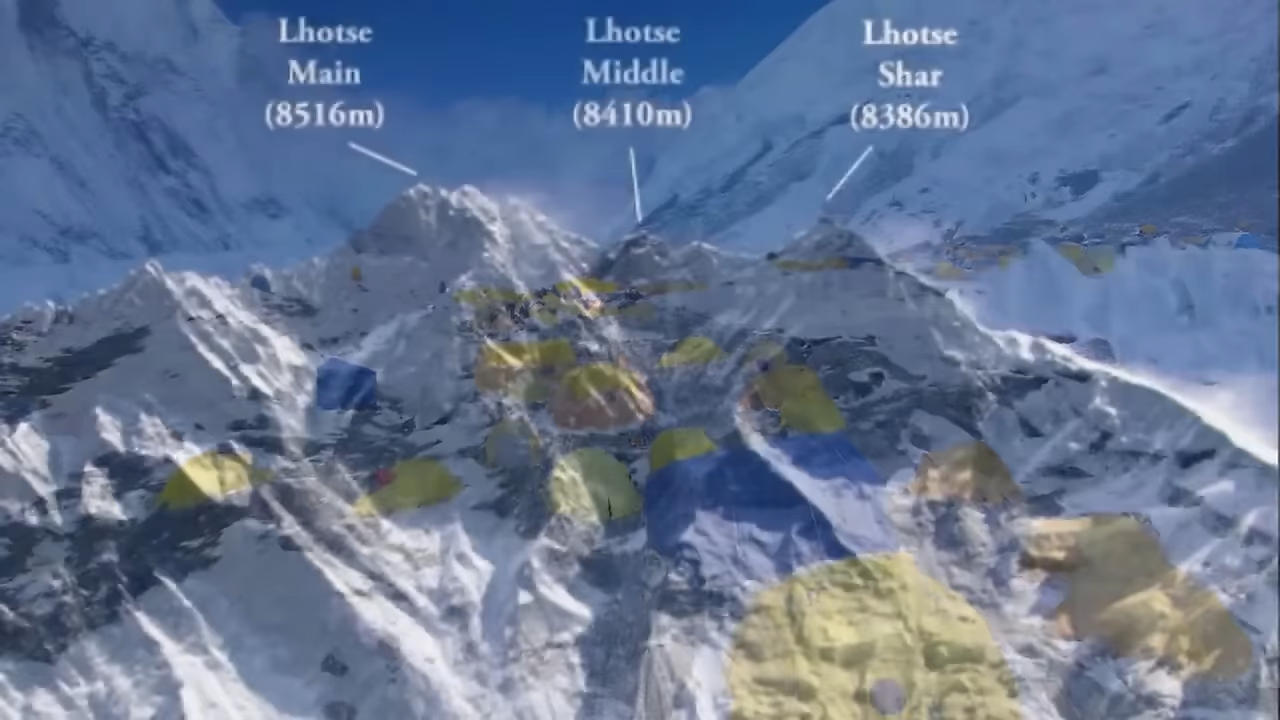 Lhotse
Main
(8516m)
Lhotse
Middle
(8410m)
Lhotse
Shar
(8386m)